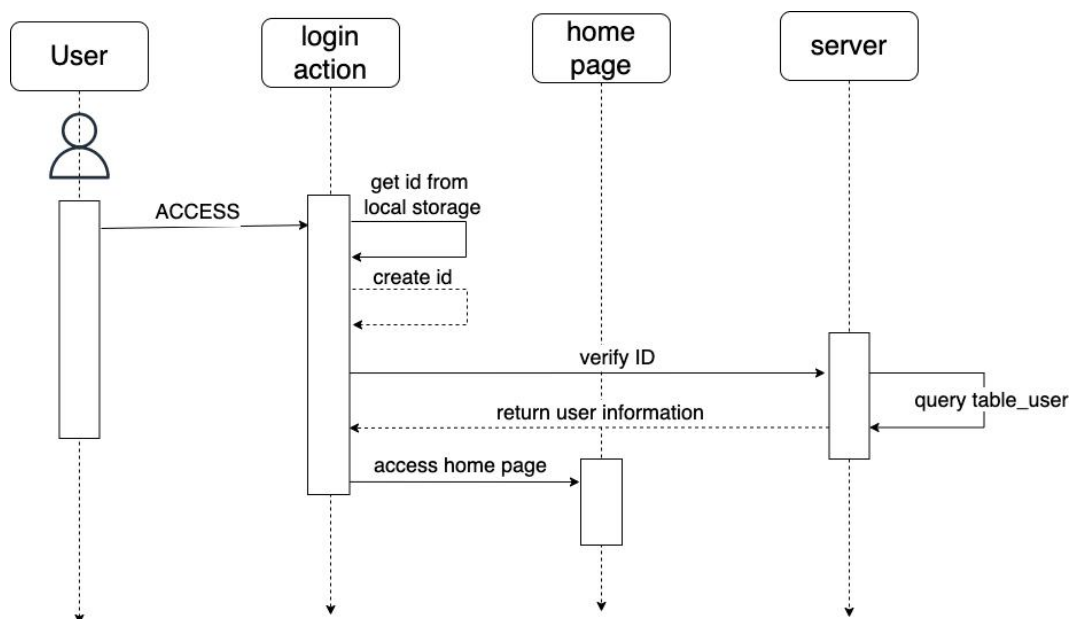 User
login
action
home
page
server
get id from
local storage
ACCESS
create id
verify ID
query table_user
return user information
access home page